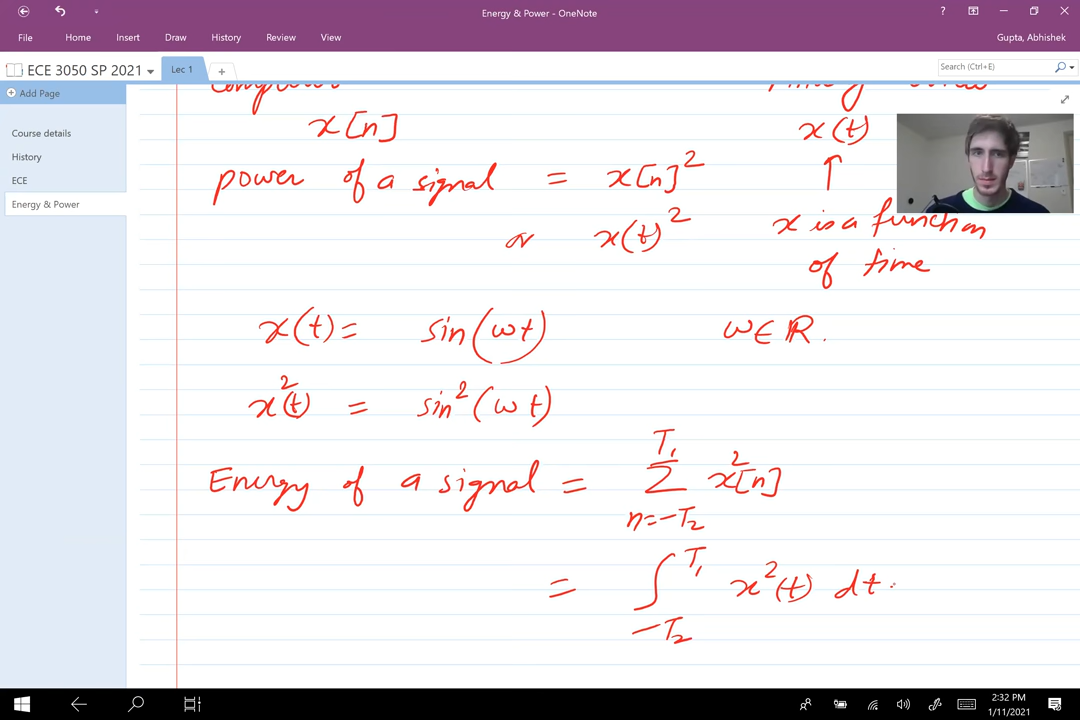 Energy & Power - OneNote
?
File Home Insert Draw History Review View Gupta, Abhishek
ECE 3050 SP 2021 Lec 1 + Search (Ctrl+E)
Add Page
Course details
History
ECE
Energy & Power
x[n]
x(t)
power of a signal = x[n]²
↑
or x(t)²
x is a function
of time
x(t) = sin(ωt) ω∈ℝ.
x²(t) = sin²(ωt)
Energy of a signal = ∑_{n=-T₂}^{T₁} x²[n]
= ∫_{-T₂}^{T₁} x²(t) dt.
2:32 PM
1/11/2021